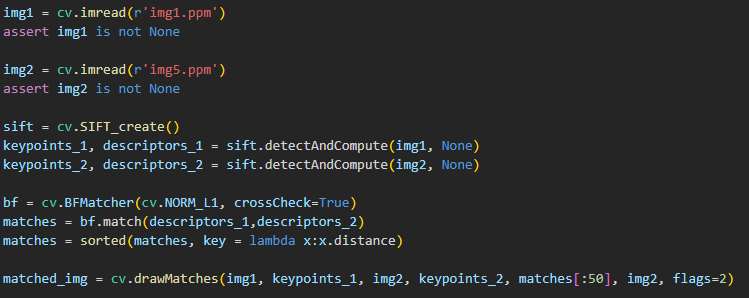 img1 = cv.imread(r'img1.ppm')
assert img1 is not None
img2 = cv.imread(r'img5.ppm')
assert img2 is not None
sift = cv.SIFT_create()
keypoints_1, descriptors_1 = sift.detectAndCompute(img1, None)
keypoints_2, descriptors_2 = sift.detectAndCompute(img2, None)
bf = cv.BFMatcher(cv.NORM_L1, crossCheck=True)
matches = bf.match(descriptors_1,descriptors_2)
matches = sorted(matches, key = lambda x:x.distance)
matched_img = cv.drawMatches(img1, keypoints_1, img2, keypoints_2, matches[:50], img2, flags=2)